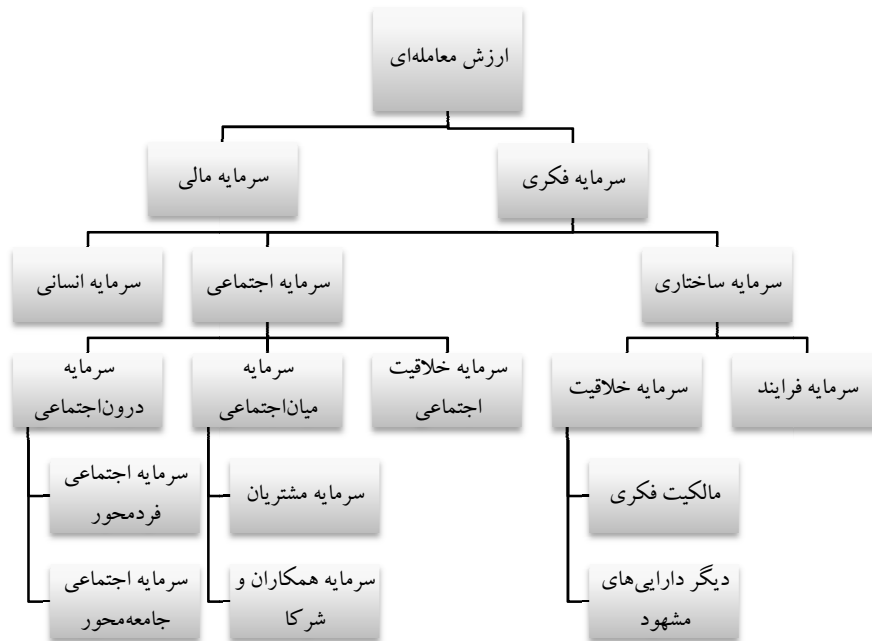 ارزش معامله‌ای
سرمایه فکری
سرمایه مالی
سرمایه ساختاری
سرمایه اجتماعی
سرمایه انسانی
سرمایه فرایند
سرمایه خلاقیت
سرمایه خلاقیت
اجتماعی
سرمایه
میان‌اجتماعی
سرمایه
درون‌اجتماعی
مالکیت فکری
سرمایه مشتریان
سرمایه اجتماعی
فردمحور
دیگر دارایی‌های
مشهود
سرمایه همکاران و
شرکا
سرمایه اجتماعی
جامعه‌محور